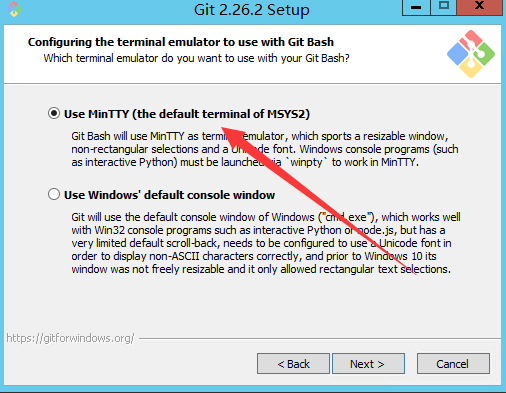 Git 2.26.2 Setup
Configuring the terminal emulator to use with Git Bash
Which terminal emulator do you want to use with your Git Bash?
Use MinTTY (the default terminal of MSYS2)
Git Bash will use MinTTY as terminal emulator, which sports a resizable window,
non-rectangular selections and a Unicode font. Windows console programs (such
as interactive Python) must be launched via `winpty` to work in MinTTY.
Use Windows' default console window
Git will use the default console window of Windows ("cmd.exe"), which works well
with Win32 console programs such as interactive Python or node.js, but has a
very limited default scroll-back, needs to be configured to use a Unicode font in
order to display non-ASCII characters correctly, and prior to Windows 10 its
window was not freely resizable and it only allowed rectangular text selections.
https://gitforwindows.org/
< Back
Next >
Cancel